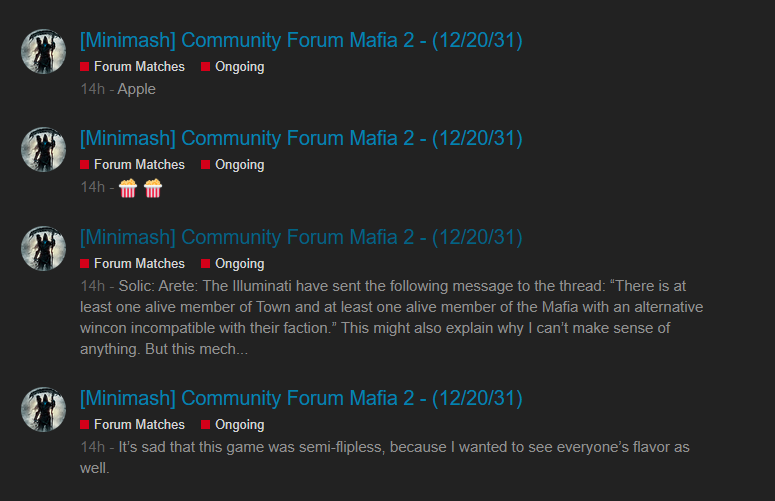 [Minimash] Community Forum Mafia 2 - (12/20/31)
Forum Matches Ongoing
14h - Apple
[Minimash] Community Forum Mafia 2 - (12/20/31)
Forum Matches Ongoing
14h - 🍿 🍿
[Minimash] Community Forum Mafia 2 - (12/20/31)
Forum Matches Ongoing
14h - Solic: Arete: The Illuminati have sent the following message to the thread: “There is at
least one alive member of Town and at least one alive member of the Mafia with an alternative
wincon incompatible with their faction.” This might also explain why I can’t make sense of
anything. But this mech...
[Minimash] Community Forum Mafia 2 - (12/20/31)
Forum Matches Ongoing
14h - It’s sad that this game was semi-flipless, because I wanted to see everyone’s flavor as
well.